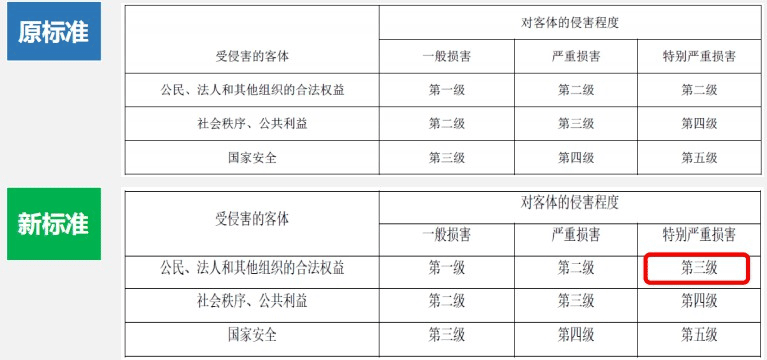 原标准
对客体的侵害程度
受侵害的客体 一般损害 严重损害 特别严重损害
公民、法人和其他组织的合法权益 第一级 第二级 第二级
社会秩序、公共利益 第二级 第三级 第四级
国家安全 第三级 第四级 第五级
新标准
对客体的侵害程度
受侵害的客体 一般损害 严重损害 特别严重损害
公民、法人和其他组织的合法权益 第一级 第二级 第三级
社会秩序、公共利益 第二级 第三级 第四级
国家安全 第三级 第四级 第五级